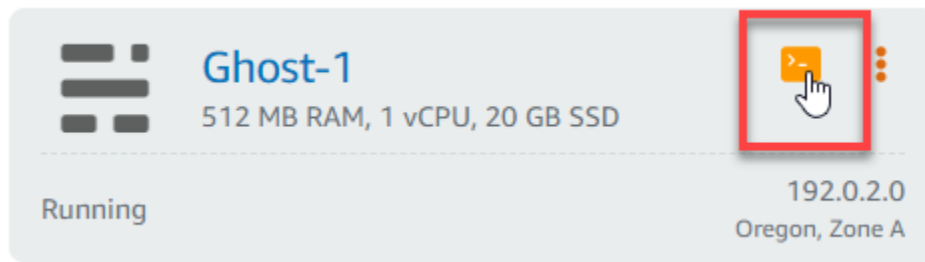 Ghost-1
512 MB RAM, 1 vCPU, 20 GB SSD
Running
192.0.2.0
Oregon, Zone A